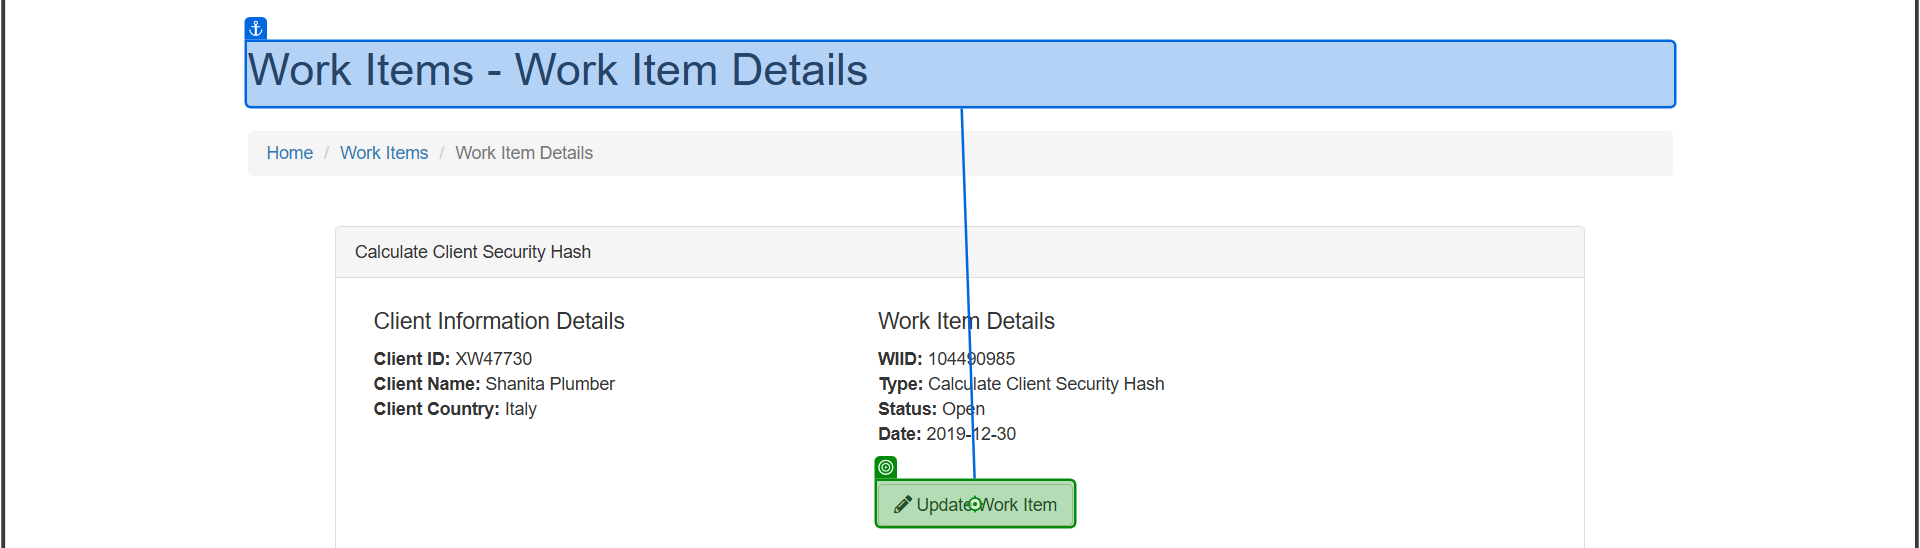 Work Items - Work Item Details
Home / Work Items / Work Item Details
Calculate Client Security Hash
Client Information Details
Client ID: XW47730
Client Name: Shanita Plumber
Client Country: Italy
Work Item Details
WIID: 104490985
Type: Calculate Client Security Hash
Status: Open
Date: 2019-12-30
Update Work Item